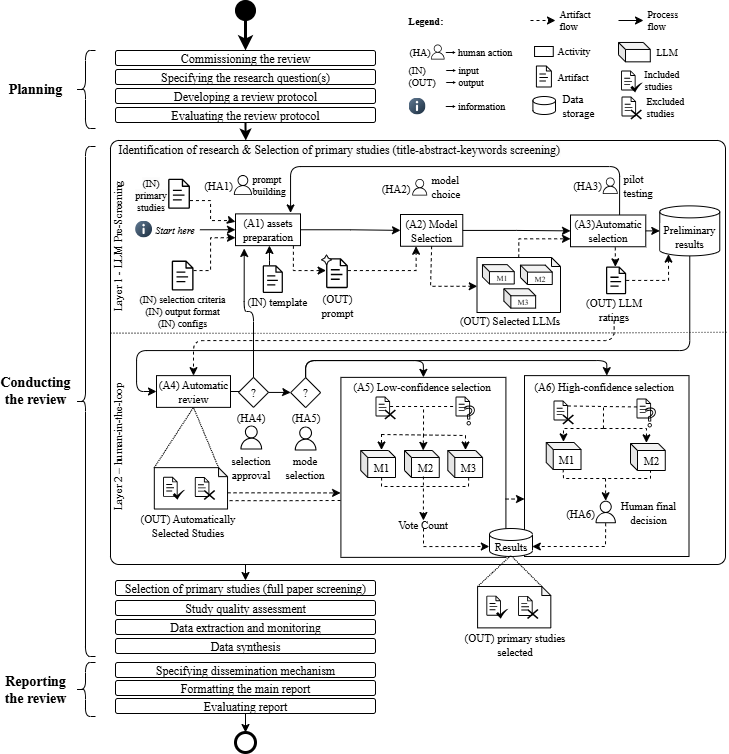 Legend:
Artifact
flow
Process
flow
(HA) → human action
Activity
LLM
(IN) → input
(OUT) → output
Artifact
Included
studies
i → information
Data
storage
Excluded
studies
Planning
Commissioning the review
Specifying the research question(s)
Developing a review protocol
Evaluating the review protocol
Conducting
the review
Identification of research & Selection of primary studies (title-abstract-keywords screening)
Layer 1 - LLM Pre-Screening
(IN)
primary
studies
(HA1)
prompt
building
(HA2)
model
choice
(HA3)
pilot
testing
i Start here
(A1) assets
preparation
(A2) Model
Selection
(A3)Automatic
selection
Preliminary
results
(IN) selection criteria
(IN) output format
(IN) configs
(IN) template
(OUT)
prompt
M1
M2
M3
(OUT) Selected LLMs
(OUT) LLM
ratings
Layer 2 – human-in-the-loop
(A4) Automatic
review
?
?
(HA4)
selection
approval
(HA5)
mode
selection
(OUT) Automatically
Selected Studies
(A5) Low-confidence selection
?
M1
M2
M3
Vote Count
(A6) High-confidence selection
?
M1
M2
(HA6)
Human final
decision
Results
(OUT) primary studies
selected
Selection of primary studies (full paper screening)
Study quality assessment
Data extraction and monitoring
Data synthesis
Reporting
the review
Specifying dissemination mechanism
Formatting the main report
Evaluating report